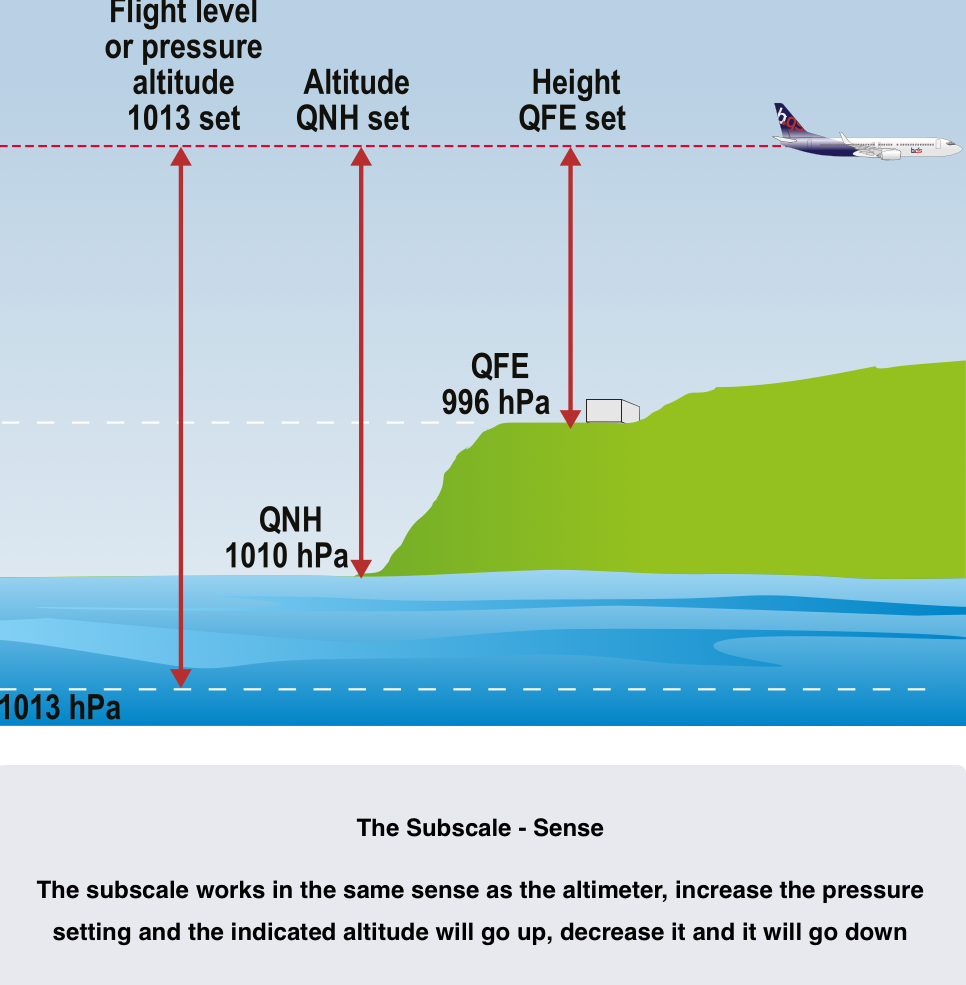 Flight level
or pressure
altitude
1013 set
Altitude
QNH set
Height
QFE set
bds
QFE
996 hPa
QNH
1010 hPa
1013 hPa
The Subscale - Sense
The subscale works in the same sense as the altimeter, increase the pressure
setting and the indicated altitude will go up, decrease it and it will go down